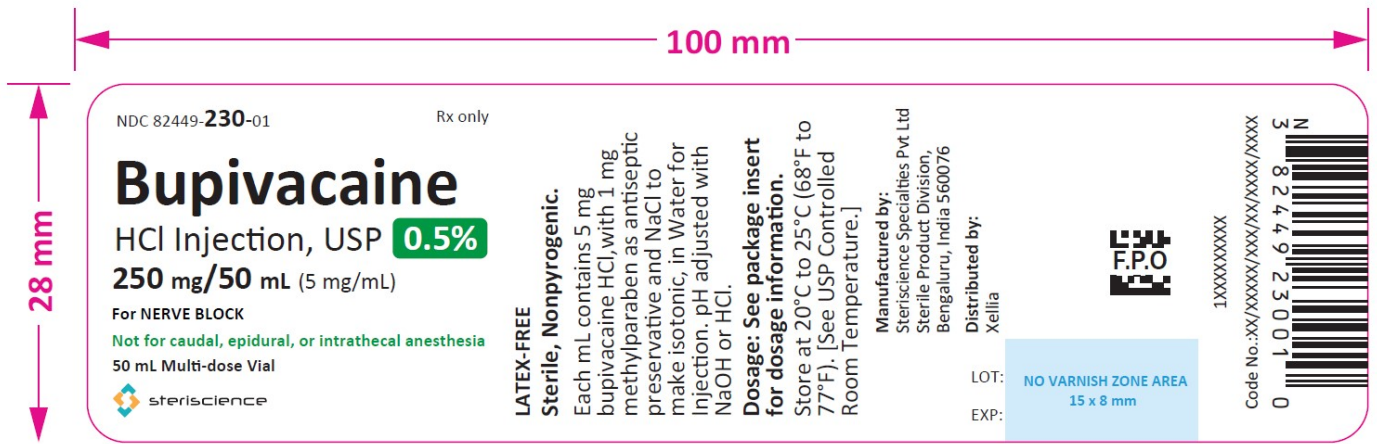 100 mm
28 mm
NDC 82449-230-01
Rx only
Bupivacaine
HCl Injection, USP 0.5%
250 mg/50 mL (5 mg/mL)
For NERVE BLOCK
Not for caudal, epidural, or intrathecal anesthesia
50 mL Multi-dose Vial
steriscience
LATEX-FREE
Sterile, Nonpyrogenic.
Each mL contains 5 mg
bupivacaine HCl, with 1 mg
methylparaben as antiseptic
preservative and NaCl to
make isotonic, in Water for
Injection. pH adjusted with
NaOH or HCl.
Dosage: See package insert
for dosage information.
Store at 20°C to 25°C (68°F to
77°F). [See USP Controlled
Room Temperature.]
Manufactured by:
Steriscience Specialties Pvt Ltd
Sterile Product Division,
Bengaluru, India 560076
Distributed by:
Xellia
F.P.O
LOT:
EXP:
NO VARNISH ZONE AREA
15 x 8 mm
1XXXXXXXX
Code No.:XX/XXXXX/XXX/XX/XXXX/XXXX
N
3 82449 23001 0